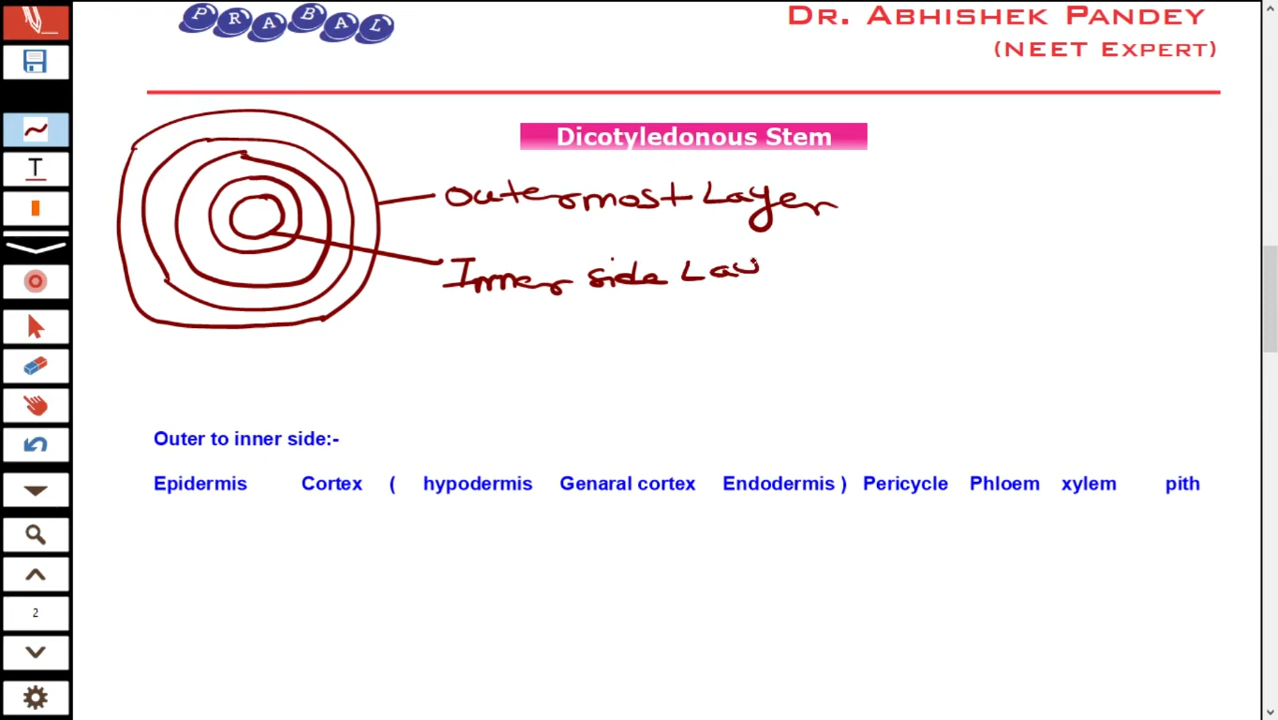 PRABAL
DR. ABHISHEK PANDEY
(NEET EXPERT)
Dicotyledonous Stem
Outermost Layer
Inner side Lay
Outer to inner side:-
Epidermis Cortex ( hypodermis Genaral cortex Endodermis ) Pericycle Phloem xylem pith
T
2